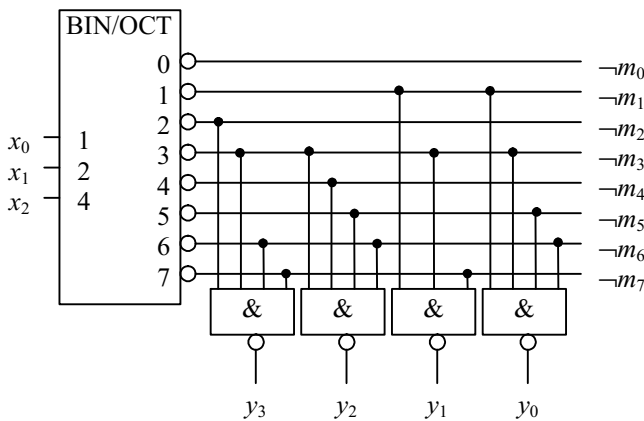 BIN/OCT
0 ¬m₀
1 ¬m₁
2 ¬m₂
x₀ 1 3 ¬m₃
x₁ 2 4 ¬m₄
x₂ 4 5 ¬m₅
6 ¬m₆
7 ¬m₇
& & & &
y₃ y₂ y₁ y₀